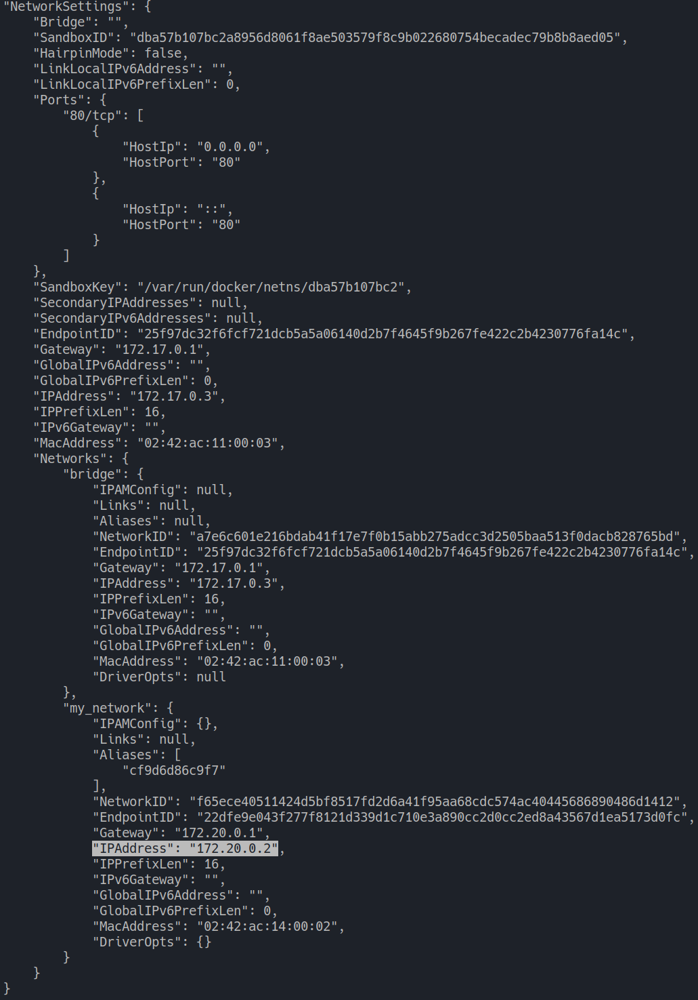 "NetworkSettings": {
    "Bridge": "",
    "SandboxID": "dba57b107bc2a8956d8061f8ae503579f8c9b022680754becadec79b8b8aed05",
    "HairpinMode": false,
    "LinkLocalIPv6Address": "",
    "LinkLocalIPv6PrefixLen": 0,
    "Ports": {
        "80/tcp": [
            {
                "HostIp": "0.0.0.0",
                "HostPort": "80"
            },
            {
                "HostIp": "::",
                "HostPort": "80"
            }
        ]
    },
    "SandboxKey": "/var/run/docker/netns/dba57b107bc2",
    "SecondaryIPAddresses": null,
    "SecondaryIPv6Addresses": null,
    "EndpointID": "25f97dc32f6fcf721dcb5a5a06140d2b7f4645f9b267fe422c2b4230776fa14c",
    "Gateway": "172.17.0.1",
    "GlobalIPv6Address": "",
    "GlobalIPv6PrefixLen": 0,
    "IPAddress": "172.17.0.3",
    "IPPrefixLen": 16,
    "IPv6Gateway": "",
    "MacAddress": "02:42:ac:11:00:03",
    "Networks": {
        "bridge": {
            "IPAMConfig": null,
            "Links": null,
            "Aliases": null,
            "NetworkID": "a7e6c601e216bdab41f17e7f0b15abb275adcc3d2505baa513f0dacb828765bd",
            "EndpointID": "25f97dc32f6fcf721dcb5a5a06140d2b7f4645f9b267fe422c2b4230776fa14c",
            "Gateway": "172.17.0.1",
            "IPAddress": "172.17.0.3",
            "IPPrefixLen": 16,
            "IPv6Gateway": "",
            "GlobalIPv6Address": "",
            "GlobalIPv6PrefixLen": 0,
            "MacAddress": "02:42:ac:11:00:03",
            "DriverOpts": null
        },
        "my_network": {
            "IPAMConfig": {},
            "Links": null,
            "Aliases": [
                "cf9d6d86c9f7"
            ],
            "NetworkID": "f65ece40511424d5bf8517fd2d6a41f95aa68cdc574ac40445686890486d1412",
            "EndpointID": "22dfe9e043f277f8121d339d1c710e3a890cc2d0cc2ed8a43567d1ea5173d0fc",
            "Gateway": "172.20.0.1",
            "IPAddress": "172.20.0.2",
            "IPPrefixLen": 16,
            "IPv6Gateway": "",
            "GlobalIPv6Address": "",
            "GlobalIPv6PrefixLen": 0,
            "MacAddress": "02:42:ac:14:00:02",
            "DriverOpts": {}
        }
    }
}